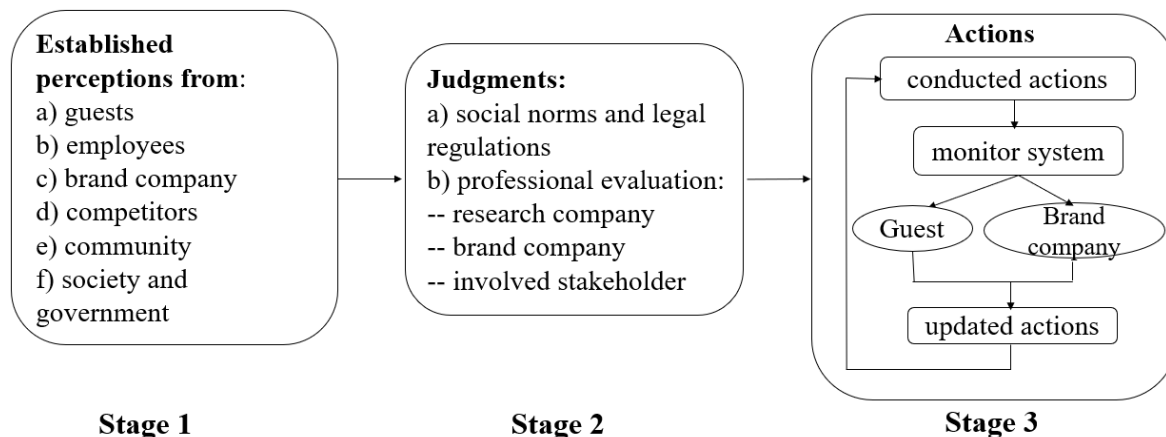 Established
perceptions from:
a) guests
b) employees
c) brand company
d) competitors
e) community
f) society and
government
Stage 1
Judgments:
a) social norms and legal
regulations
b) professional evaluation:
-- research company
-- brand company
-- involved stakeholder
Stage 2
Actions
conducted actions
monitor system
Guest
Brand
company
updated actions
Stage 3